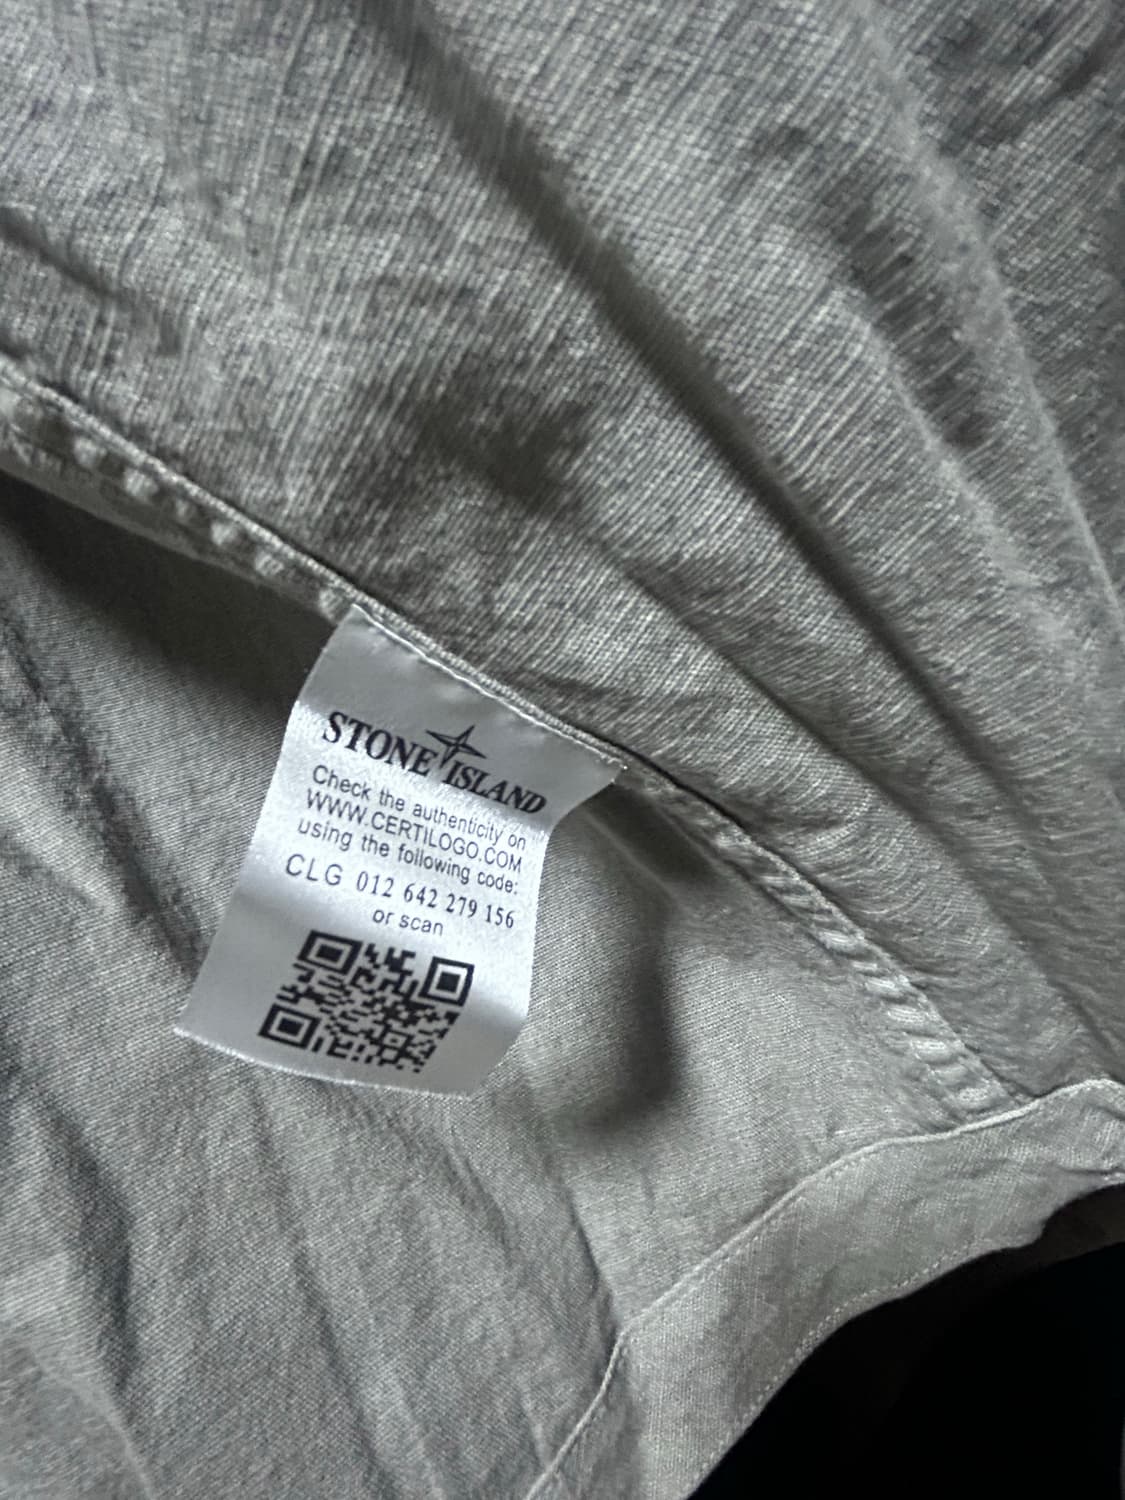 STONE ISLAND
Check the authenticity on
WWW.CERTILOGO.COM
using the following code:
CLG 012 642 279 156
or scan